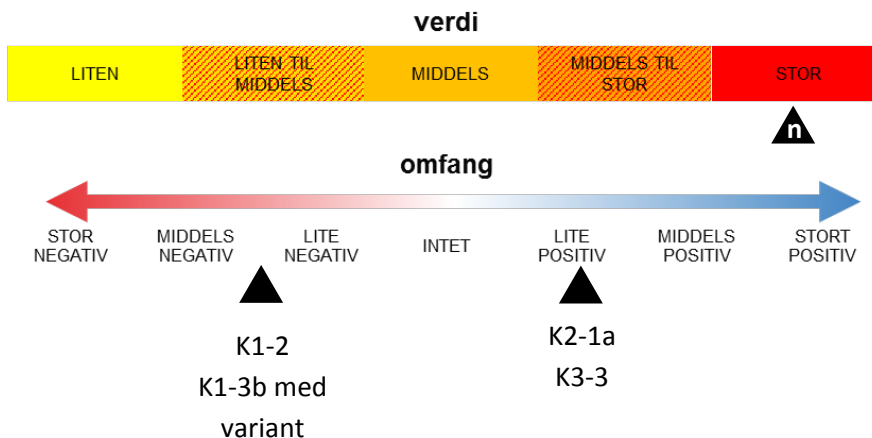 verdi
LITEN
LITEN TIL
MIDDELS
MIDDELS
MIDDELS TIL
STOR
STOR
n
omfang
STOR
NEGATIV
MIDDELS
NEGATIV
LITE
NEGATIV
INTET
LITE
POSITIV
MIDDELS
POSITIV
STORT
POSITIV
K1-2
K1-3b med
variant
K2-1a
K3-3